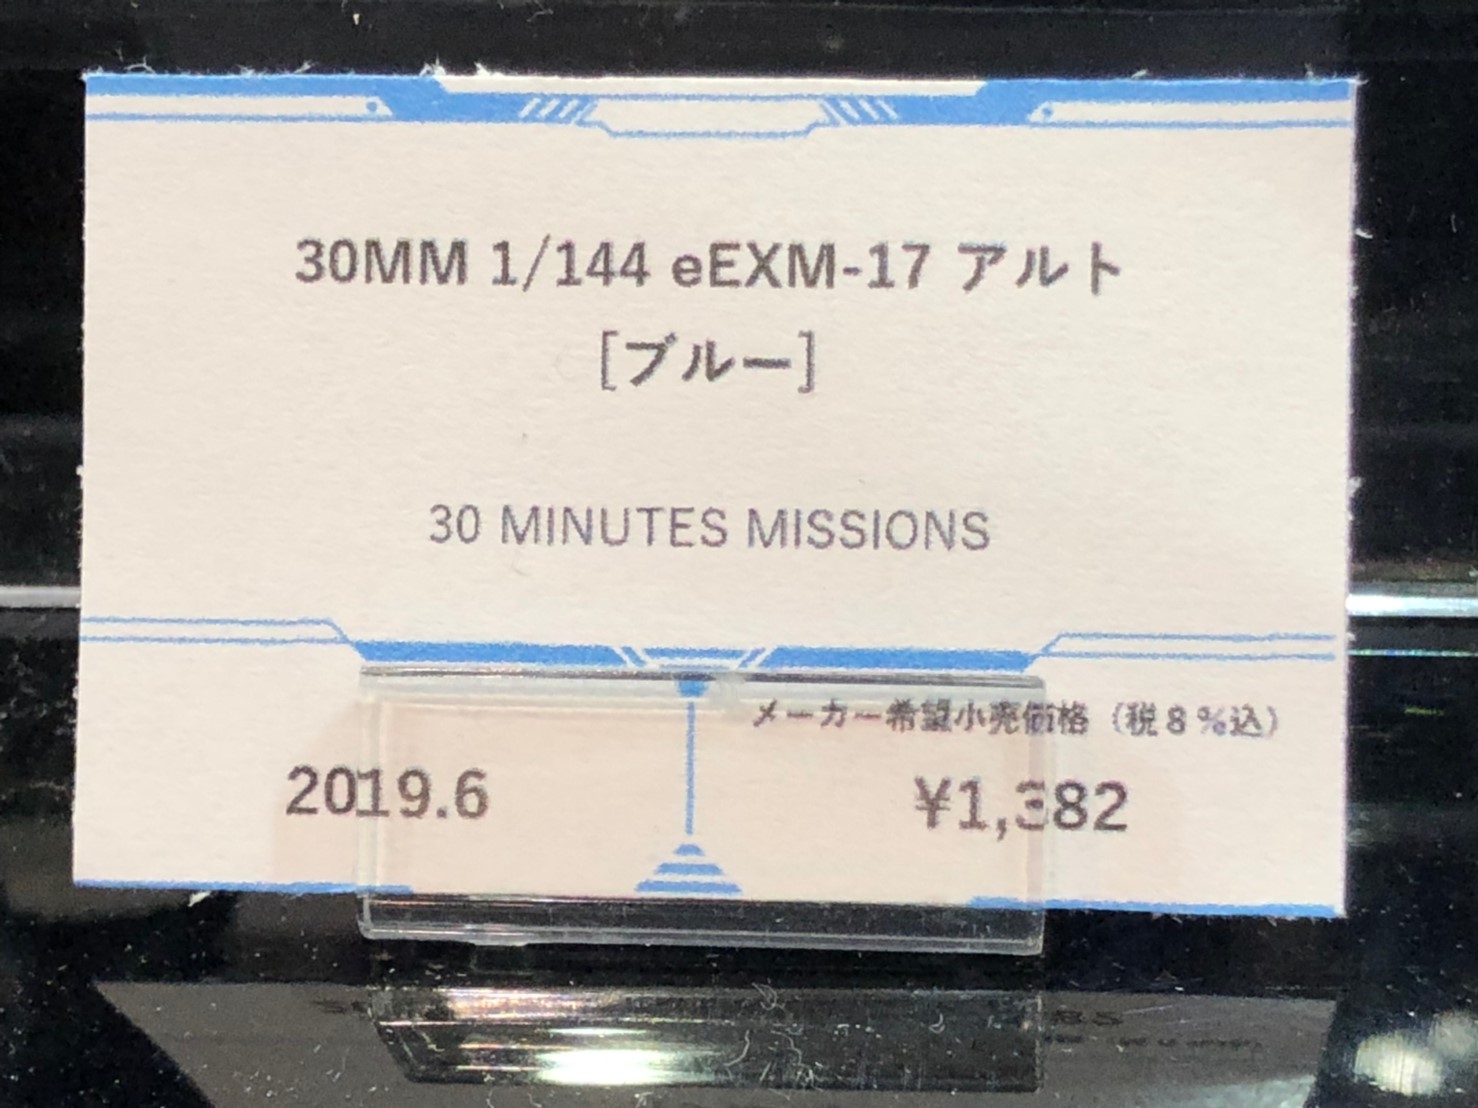 30MM 1/144 eEXM-17 アルト
[ブルー]
30 MINUTES MISSIONS
メーカー希望小売価格（税８％込）
2019.6
¥1,382